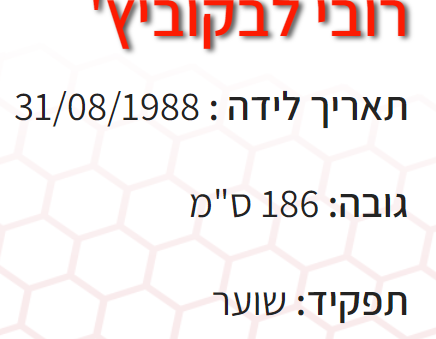 רובי לבקוביץ'
תאריך לידה : 31/08/1988
גובה: 186 ס"מ
תפקיד: שוער